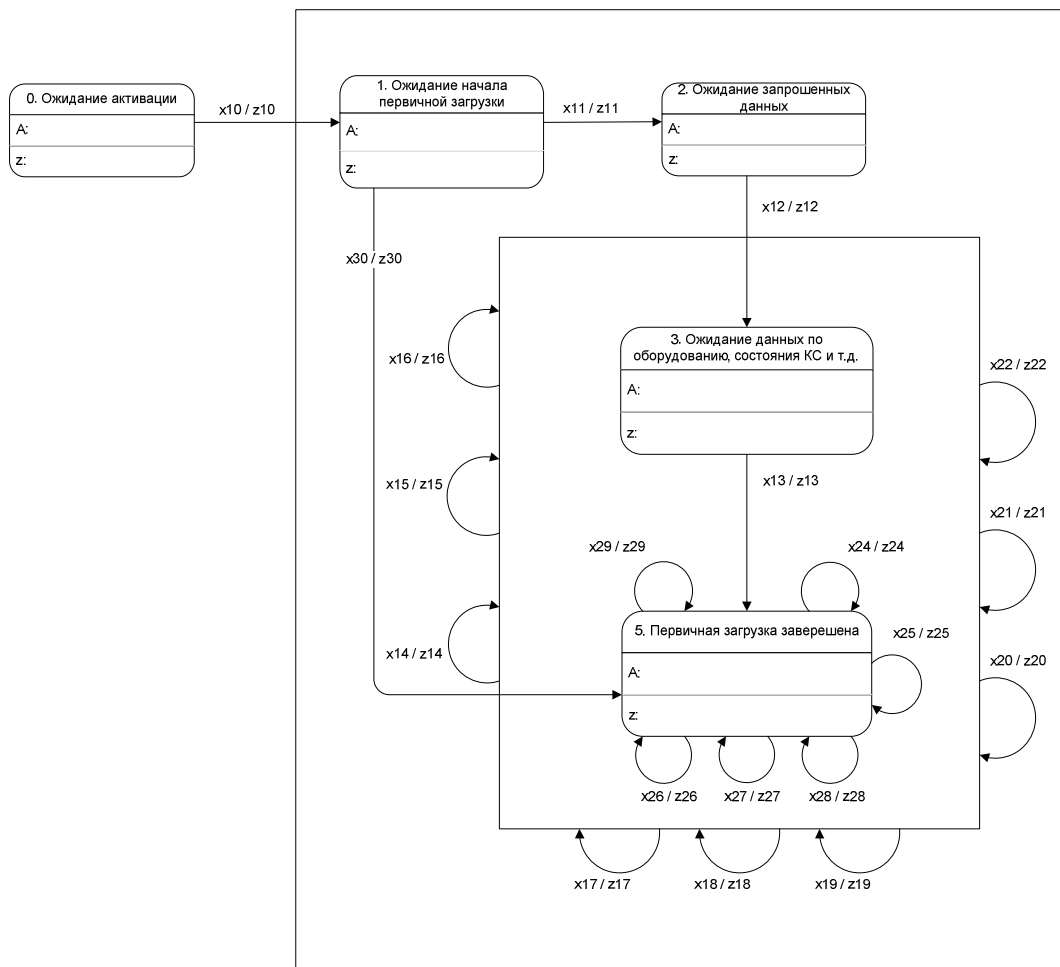 0. Ожидание активации
A:
z:
x10 / z10
1. Ожидание начала
первичной загрузки
A:
z:
x11 / z11
2. Ожидание запрошенных
данных
A:
z:
x12 / z12
x30 / z30
3. Ожидание данных по
оборудованию, состояния КС и т.д.
A:
z:
x16 / z16
x22 / z22
x15 / z15
x13 / z13
x21 / z21
x29 / z29
x24 / z24
5. Первичная загрузка заверешена
A:
z:
x25 / z25
x14 / z14
x20 / z20
x26 / z26
x27 / z27
x28 / z28
x17 / z17
x18 / z18
x19 / z19